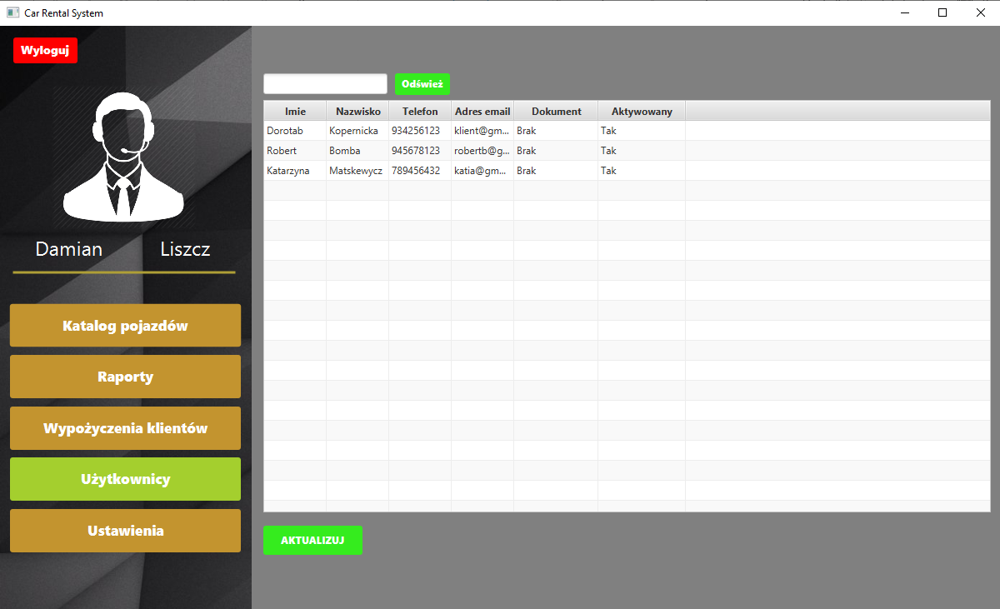 Car Rental System
Wyloguj
Damian Liszcz
Katalog pojazdów
Raporty
Wypożyczenia klientów
Użytkownicy
Ustawienia
Odśwież
Imie Nazwisko Telefon Adres email Dokument Aktywowany
Dorotab Kopernicka 934256123 klient@gm... Brak Tak
Robert Bomba 945678123 robertb@g... Brak Tak
Katarzyna Matskewycz 789456432 katia@gm... Brak Tak
AKTUALIZUJ